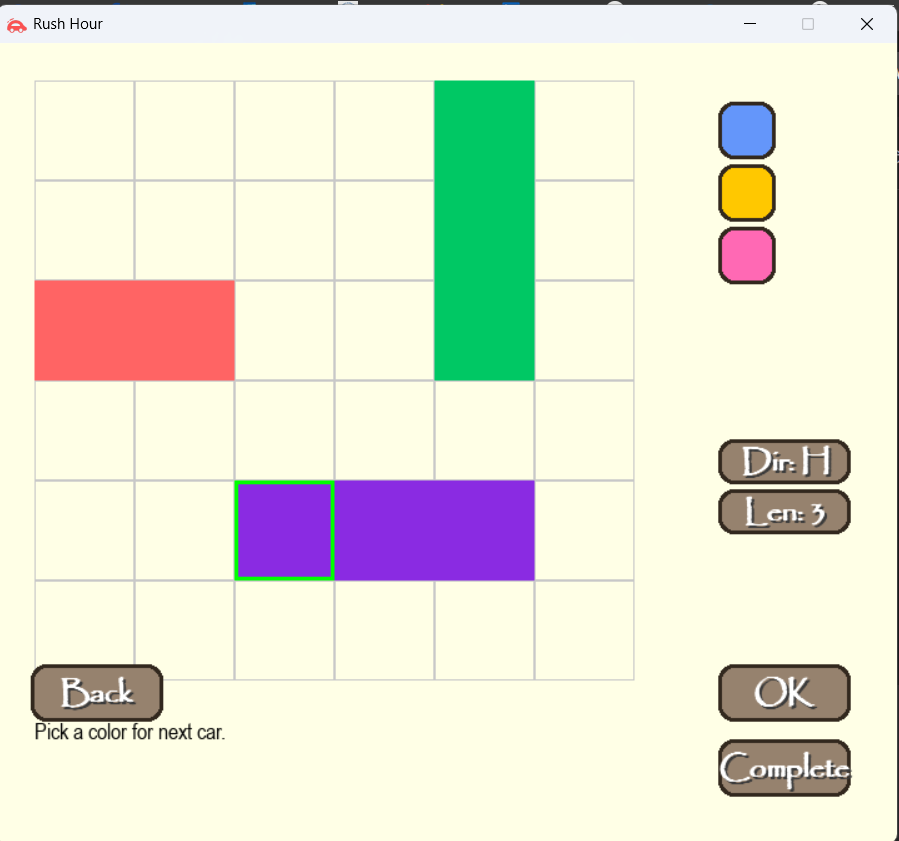 Rush Hour
Dir: H
Len: 3
Back
OK
Pick a color for next car.
Complete